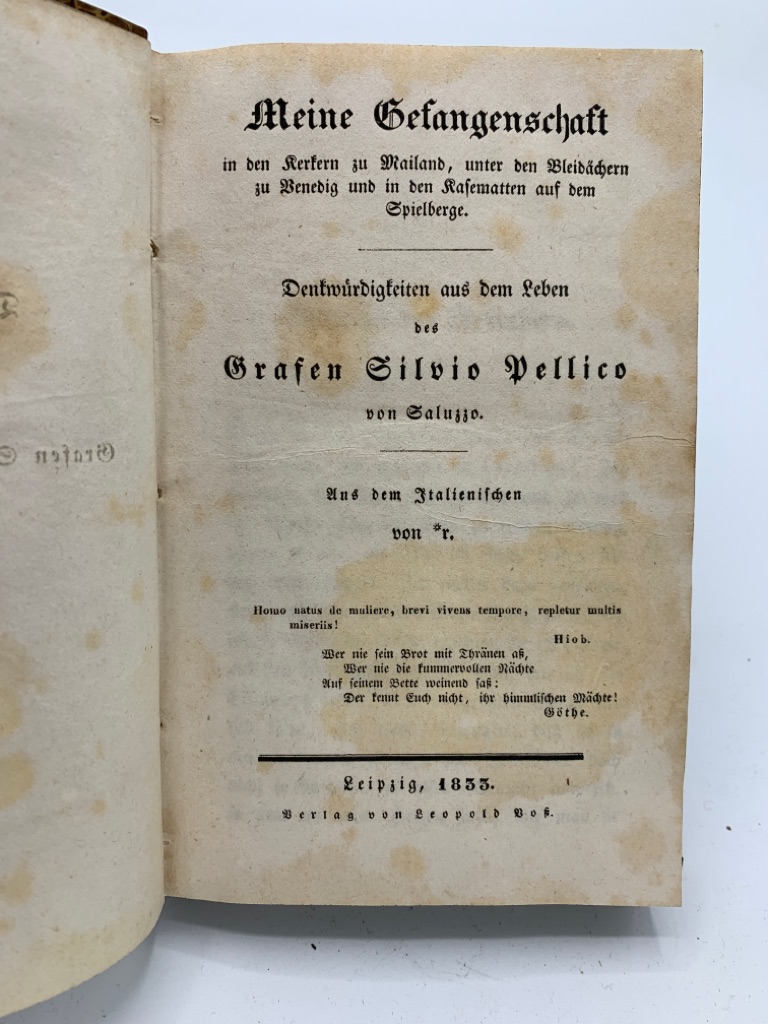 Meine Gefangenschaft
in den Kerkern zu Mailand, unter den Bleidächern
zu Venedig und in den Kasematten auf dem
Spielberge.
Denkwürdigkeiten aus dem Leben
des
Grafen Silvio Pellico
von Saluzzo.
Aus dem Italienischen
von *r.
Homo natus de muliere, brevi vivens tempore, repletur multis
miseriis!
Hiob.
Wer nie sein Brot mit Thränen aß,
Wer nie die kummervollen Nächte
Auf seinem Bette weinend saß:
Der kennt Euch nicht, ihr himmlischen Mächte!
Göthe.
Leipzig, 1833.
Verlag von Leopold Voß.